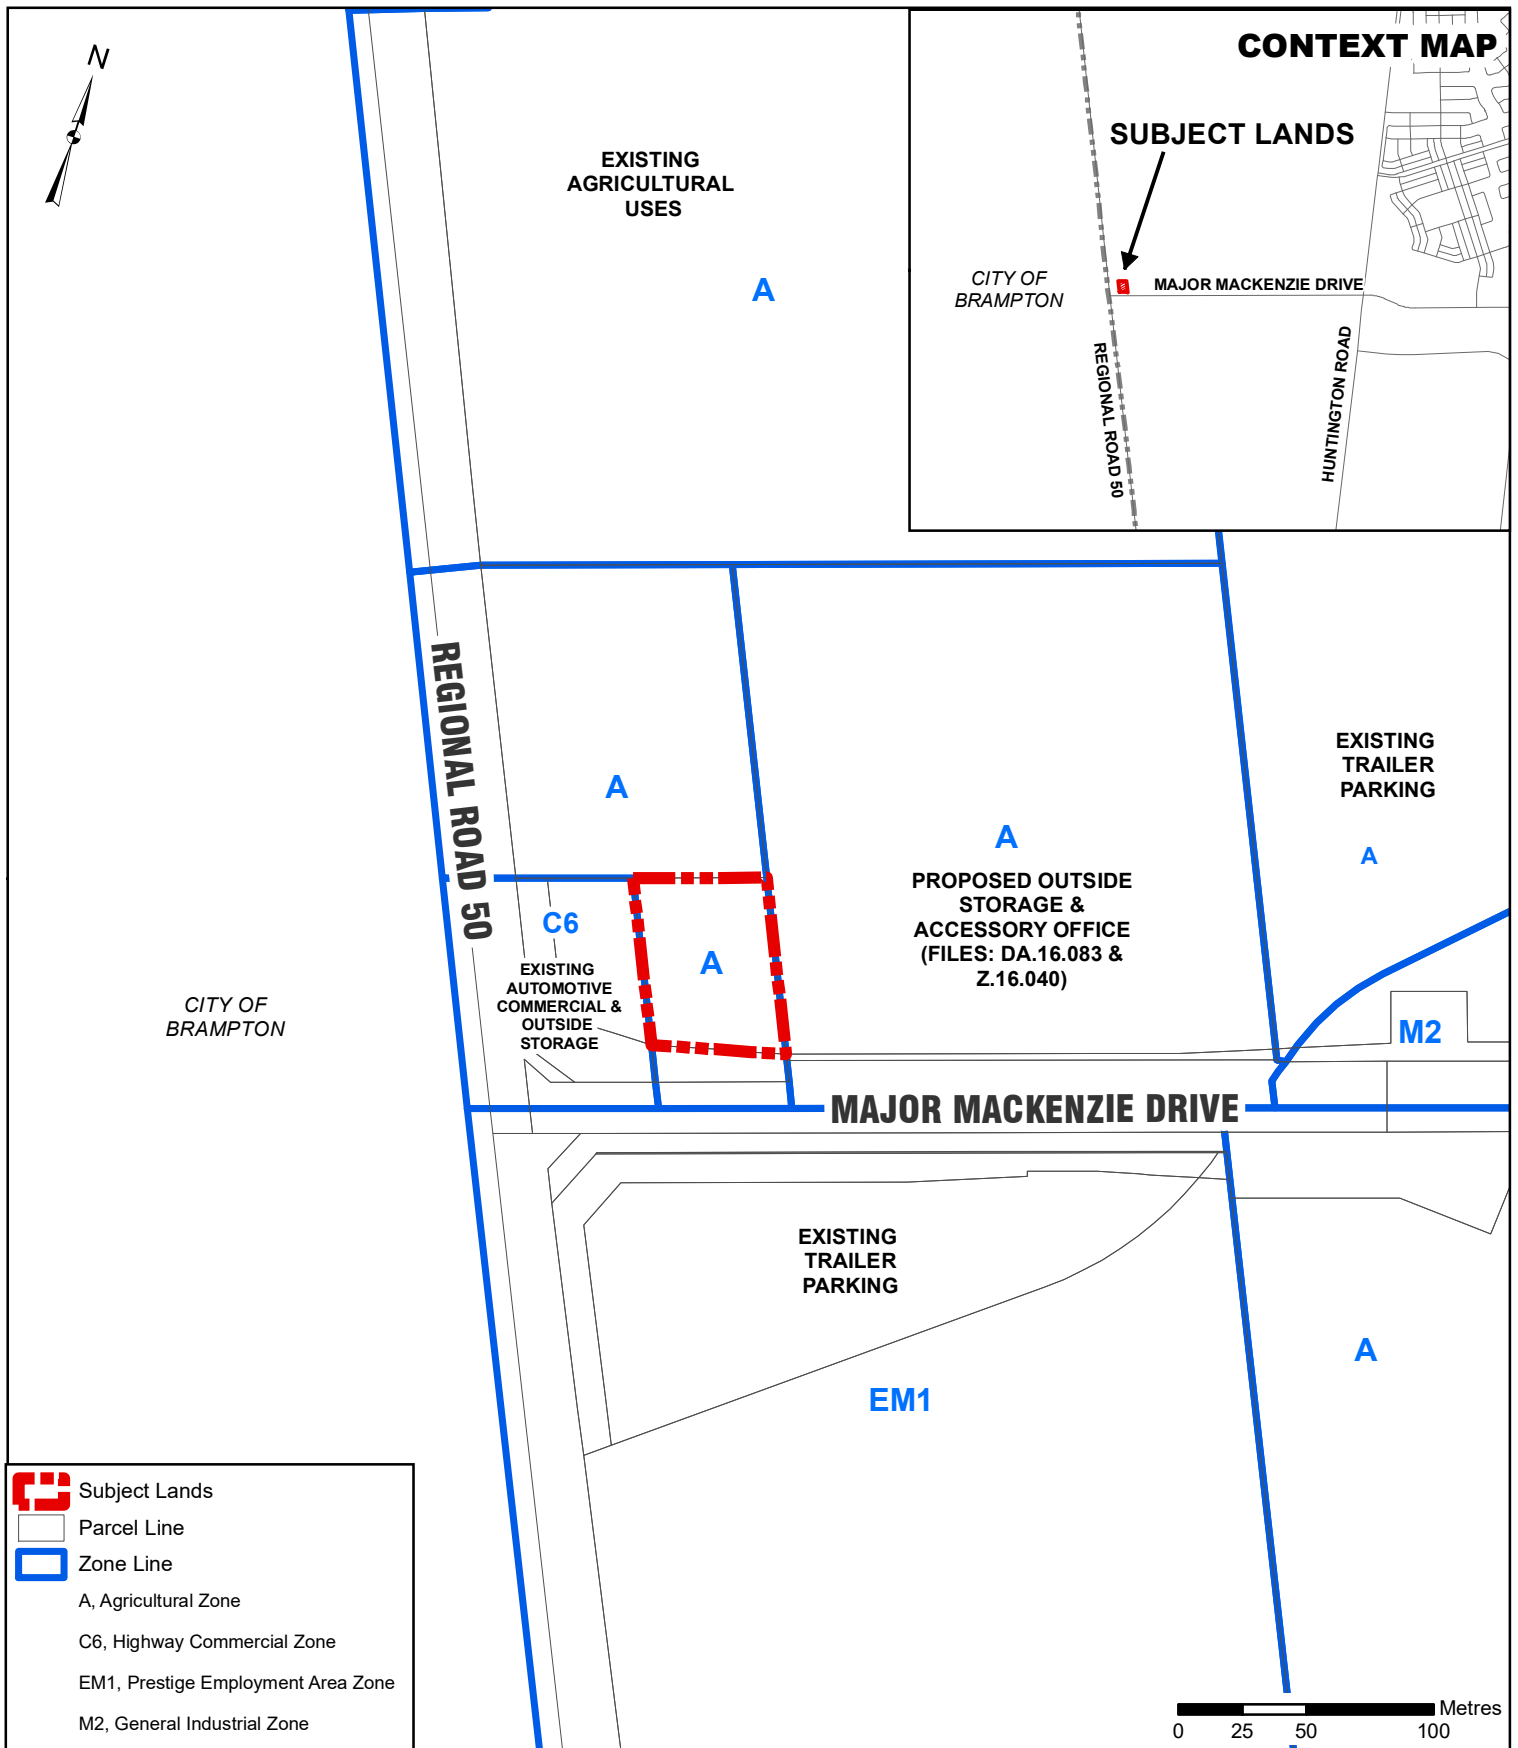 N
CONTEXT MAP
SUBJECT LANDS
CITY OF
BRAMPTON
MAJOR MACKENZIE DRIVE
REGIONAL ROAD 50
HUNTINGTON ROAD
EXISTING
AGRICULTURAL
USES
A
REGIONAL ROAD 50
A
EXISTING
TRAILER
PARKING
A
A
PROPOSED OUTSIDE
STORAGE &
ACCESSORY OFFICE
(FILES: DA.16.083 &
Z.16.040)
C6
EXISTING
AUTOMOTIVE
COMMERCIAL &
OUTSIDE
STORAGE
A
CITY OF
BRAMPTON
M2
MAJOR MACKENZIE DRIVE
EXISTING
TRAILER
PARKING
EM1
A
Subject Lands
Parcel Line
Zone Line
A, Agricultural Zone
C6, Highway Commercial Zone
EM1, Prestige Employment Area Zone
M2, General Industrial Zone
Metres
0 25 50 100